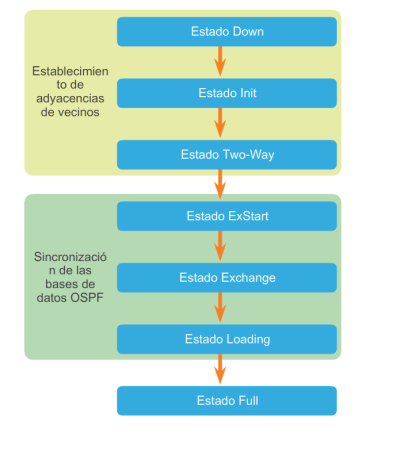 Estado Down
Establecimien
to de
adyacencias
de vecinos
Estado Init
Estado Two-Way
Estado ExStart
Sincronizació
n de las
bases de
datos OSPF
Estado Exchange
Estado Loading
Estado Full